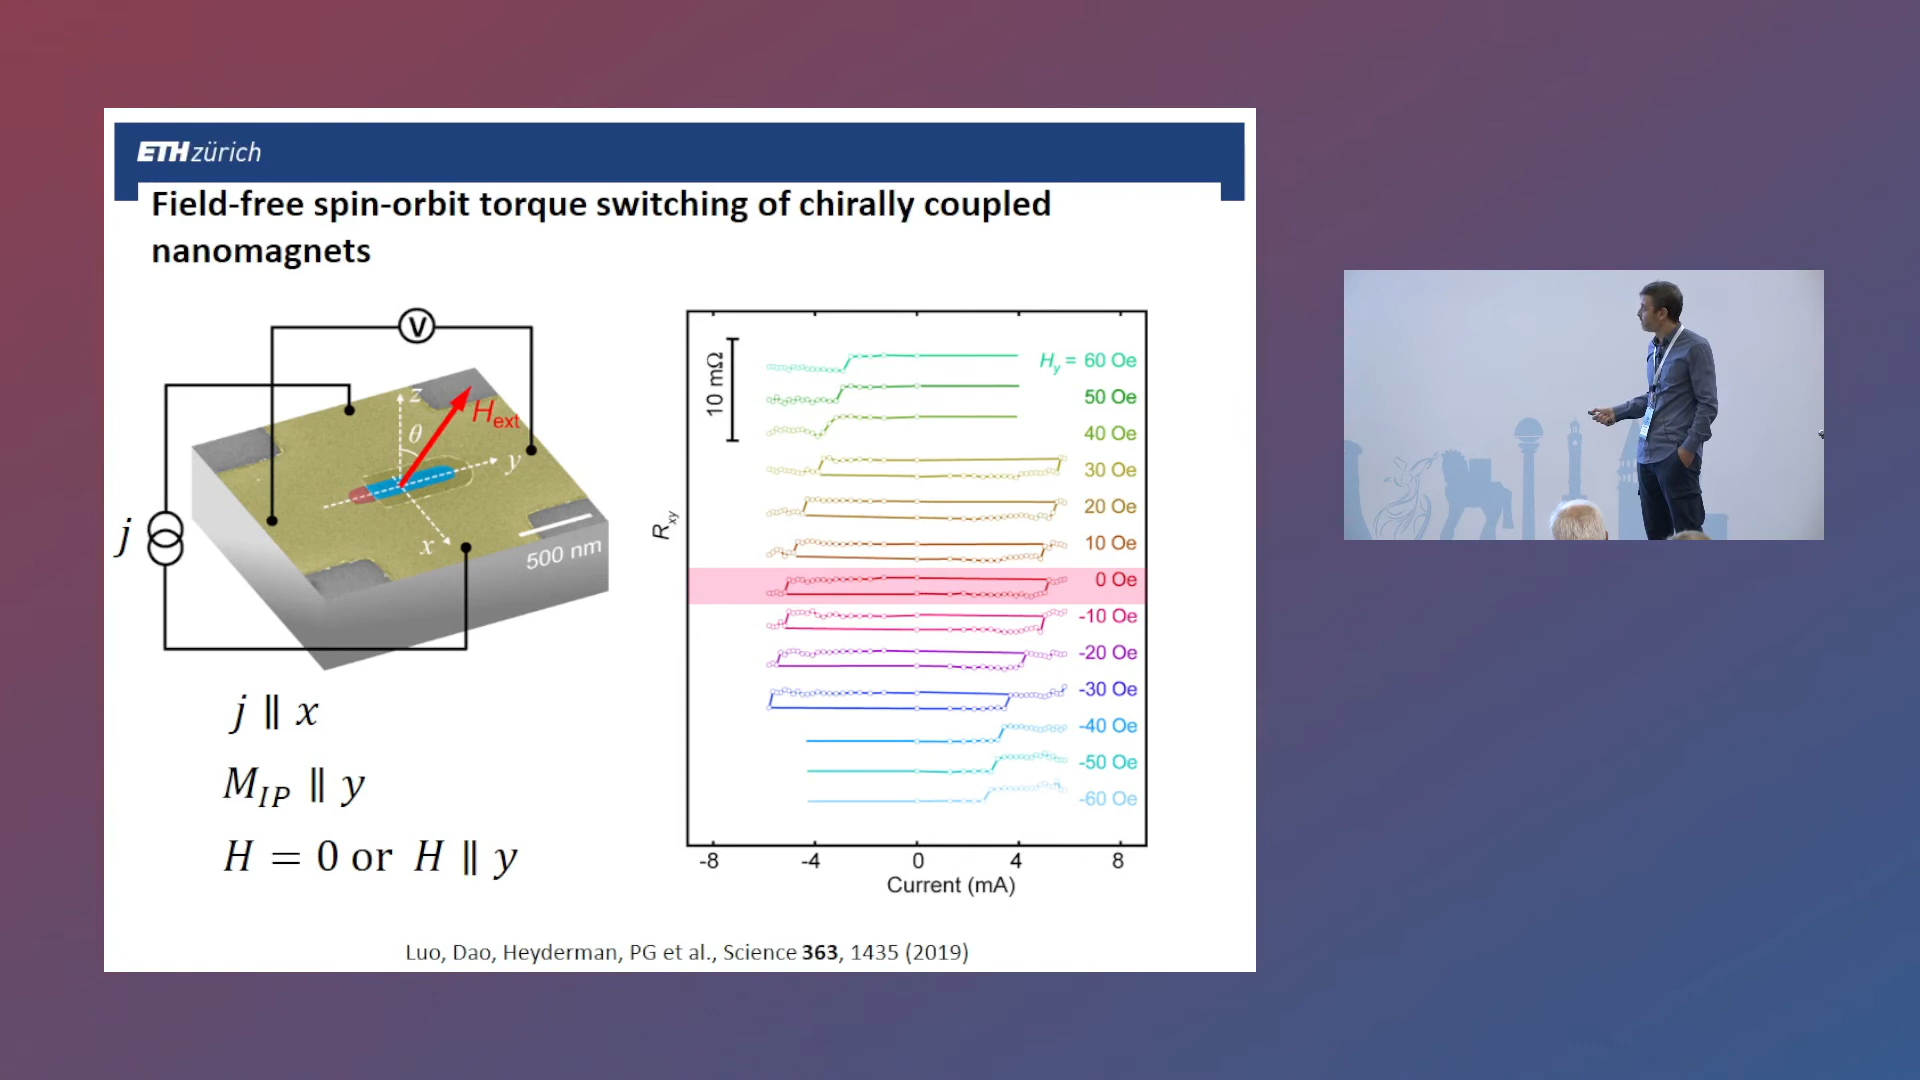 ETH zürich
Field-free spin-orbit torque switching of chirally coupled
nanomagnets
V
z
H_ext
θ
y
j
x
500 nm
j ∥ x
M_IP ∥ y
H = 0 or H ∥ y
10 mΩ
R_xy
H_y = 60 Oe
50 Oe
40 Oe
30 Oe
20 Oe
10 Oe
0 Oe
-10 Oe
-20 Oe
-30 Oe
-40 Oe
-50 Oe
-60 Oe
-8 -4 0 4 8
Current (mA)
Luo, Dao, Heyderman, PG et al., Science 363, 1435 (2019)